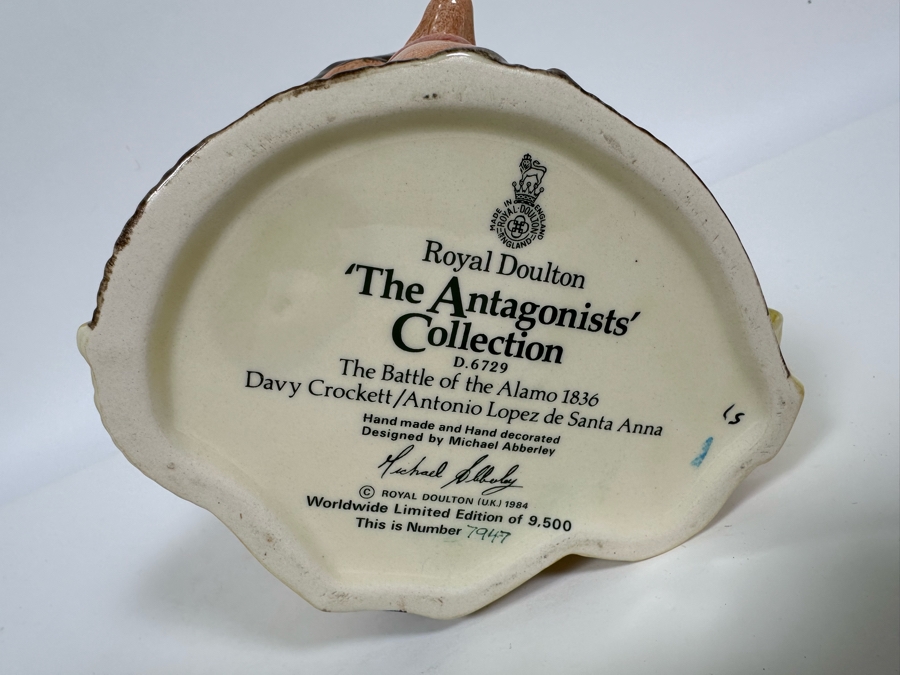 MADE IN ENGLAND
ROYAL·DOULTON
ENGLAND
Royal Doulton
‘The Antagonists’
Collection
D.6729
The Battle of the Alamo 1836
Davy Crockett/Antonio Lopez de Santa Anna
Hand made and Hand decorated
Designed by Michael Abberley
Michael Abberley
© ROYAL DOULTON (U.K.) 1984
Worldwide Limited Edition of 9,500
This is Number 7947